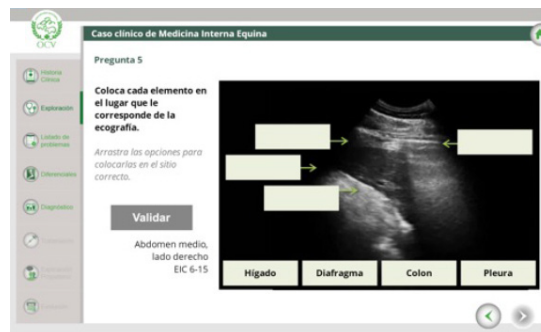 OCV
Caso clínico de Medicina Interna Equina
Historia
Clínica
Exploración
Listado de
problemas
Diferenciales
Diagnóstico
Pregunta 5
Coloca cada elemento en
el lugar que le
corresponde de la
ecografía.
Arrastra las opciones para
colocarlas en el sitio
correcto.
Validar
Abdomen medio,
lado derecho
EIC 6-15
Hígado
Diafragma
Colon
Pleura